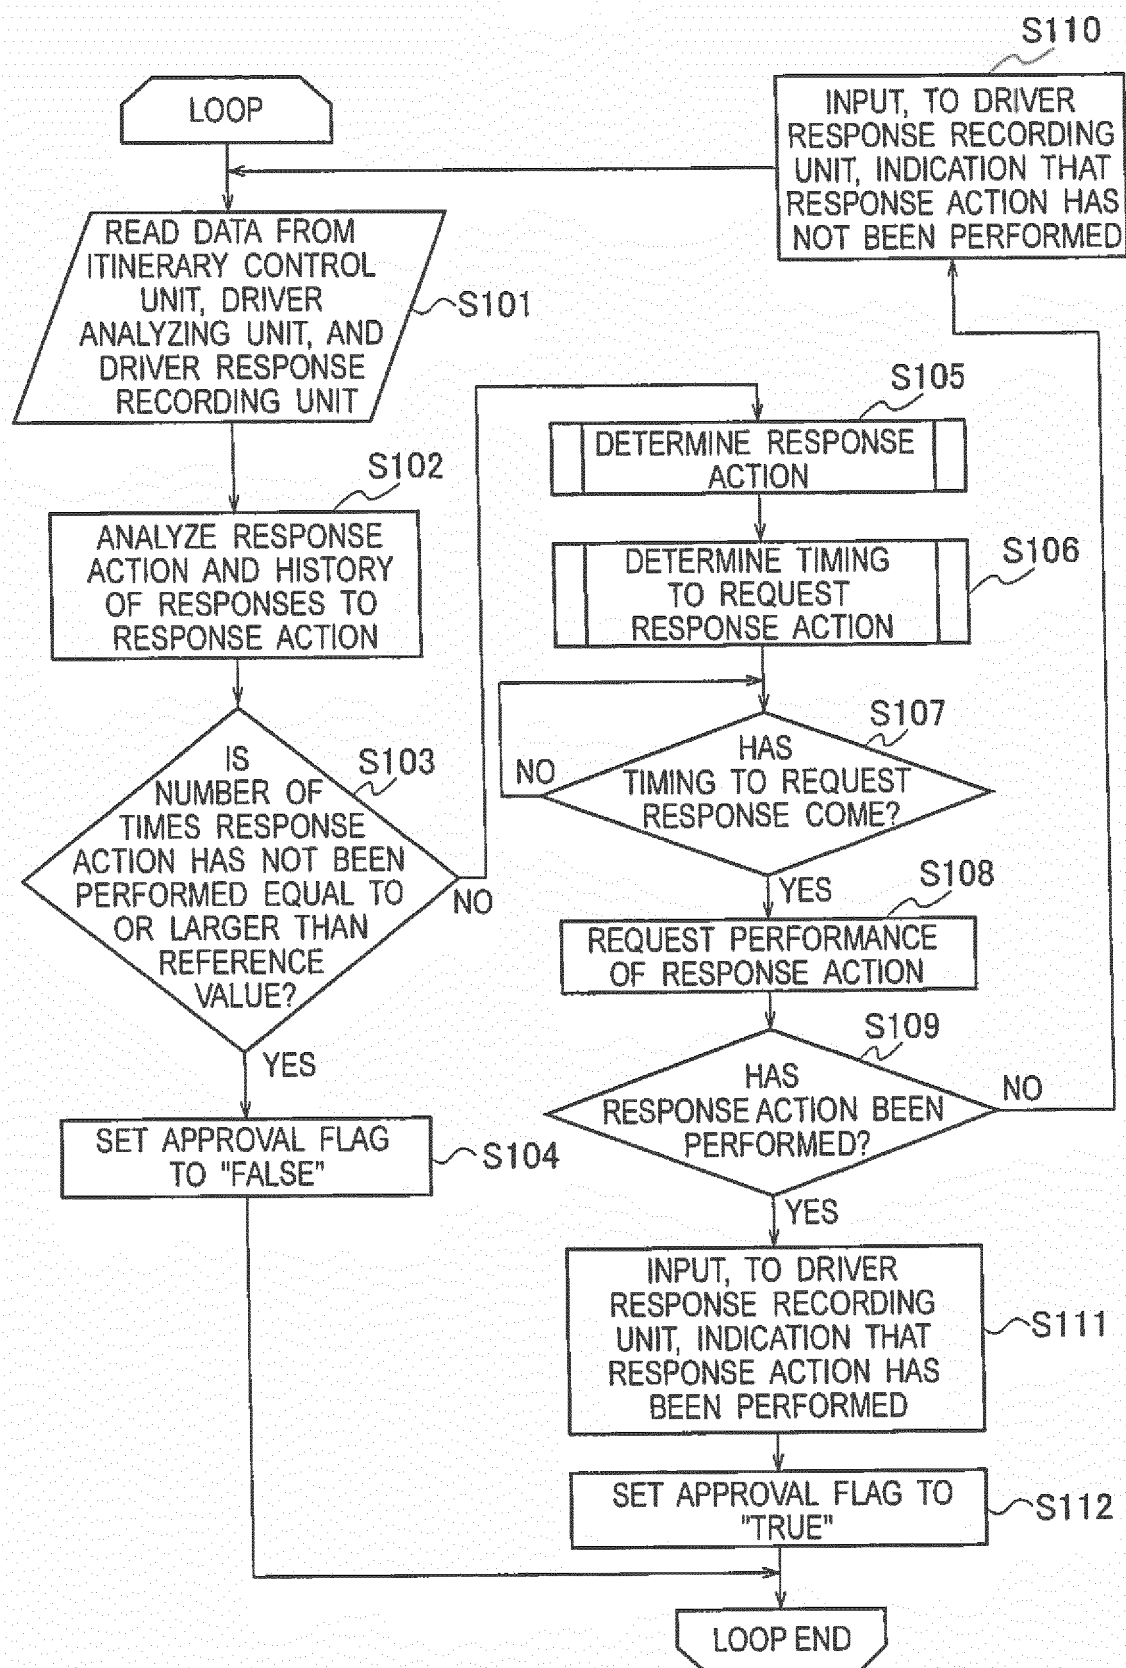 LOOP
READ DATA FROM
ITINERARY CONTROL
UNIT, DRIVER
ANALYZING UNIT, AND
DRIVER RESPONSE
RECORDING UNIT
S101
S102
ANALYZE RESPONSE
ACTION AND HISTORY
OF RESPONSES TO
RESPONSE ACTION
S103
IS
NUMBER OF
TIMES RESPONSE
ACTION HAS NOT BEEN
PERFORMED EQUAL TO
OR LARGER THAN
REFERENCE
VALUE?
NO
YES
SET APPROVAL FLAG
TO "FALSE"
S104
S105
DETERMINE RESPONSE
ACTION
S106
DETERMINE TIMING
TO REQUEST
RESPONSE ACTION
S107
HAS
TIMING TO REQUEST
RESPONSE COME?
NO
YES
S108
REQUEST PERFORMANCE
OF RESPONSE ACTION
S109
HAS
RESPONSE ACTION BEEN
PERFORMED?
NO
YES
S110
INPUT, TO DRIVER
RESPONSE RECORDING
UNIT, INDICATION THAT
RESPONSE ACTION HAS
NOT BEEN PERFORMED
INPUT, TO DRIVER
RESPONSE RECORDING
UNIT, INDICATION THAT
RESPONSE ACTION HAS
BEEN PERFORMED
S111
SET APPROVAL FLAG TO
"TRUE"
S112
LOOP END